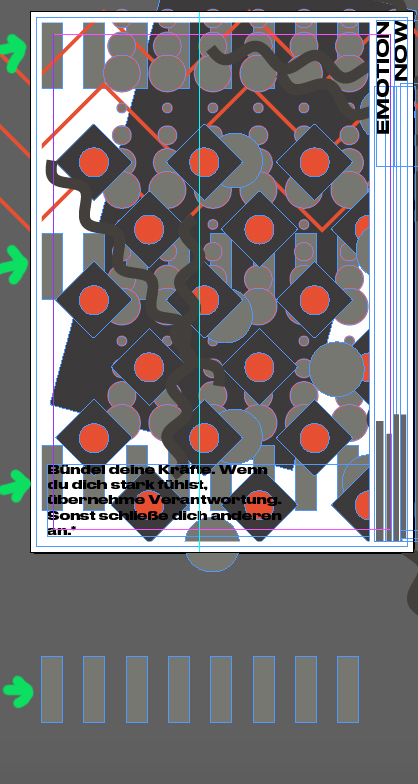 EMOTION
NOW
Bündel deine Kräfte. Wenn
du dich stark fühlst,
übernehme Verantwortung.
Sonst schließe dich anderen
an."